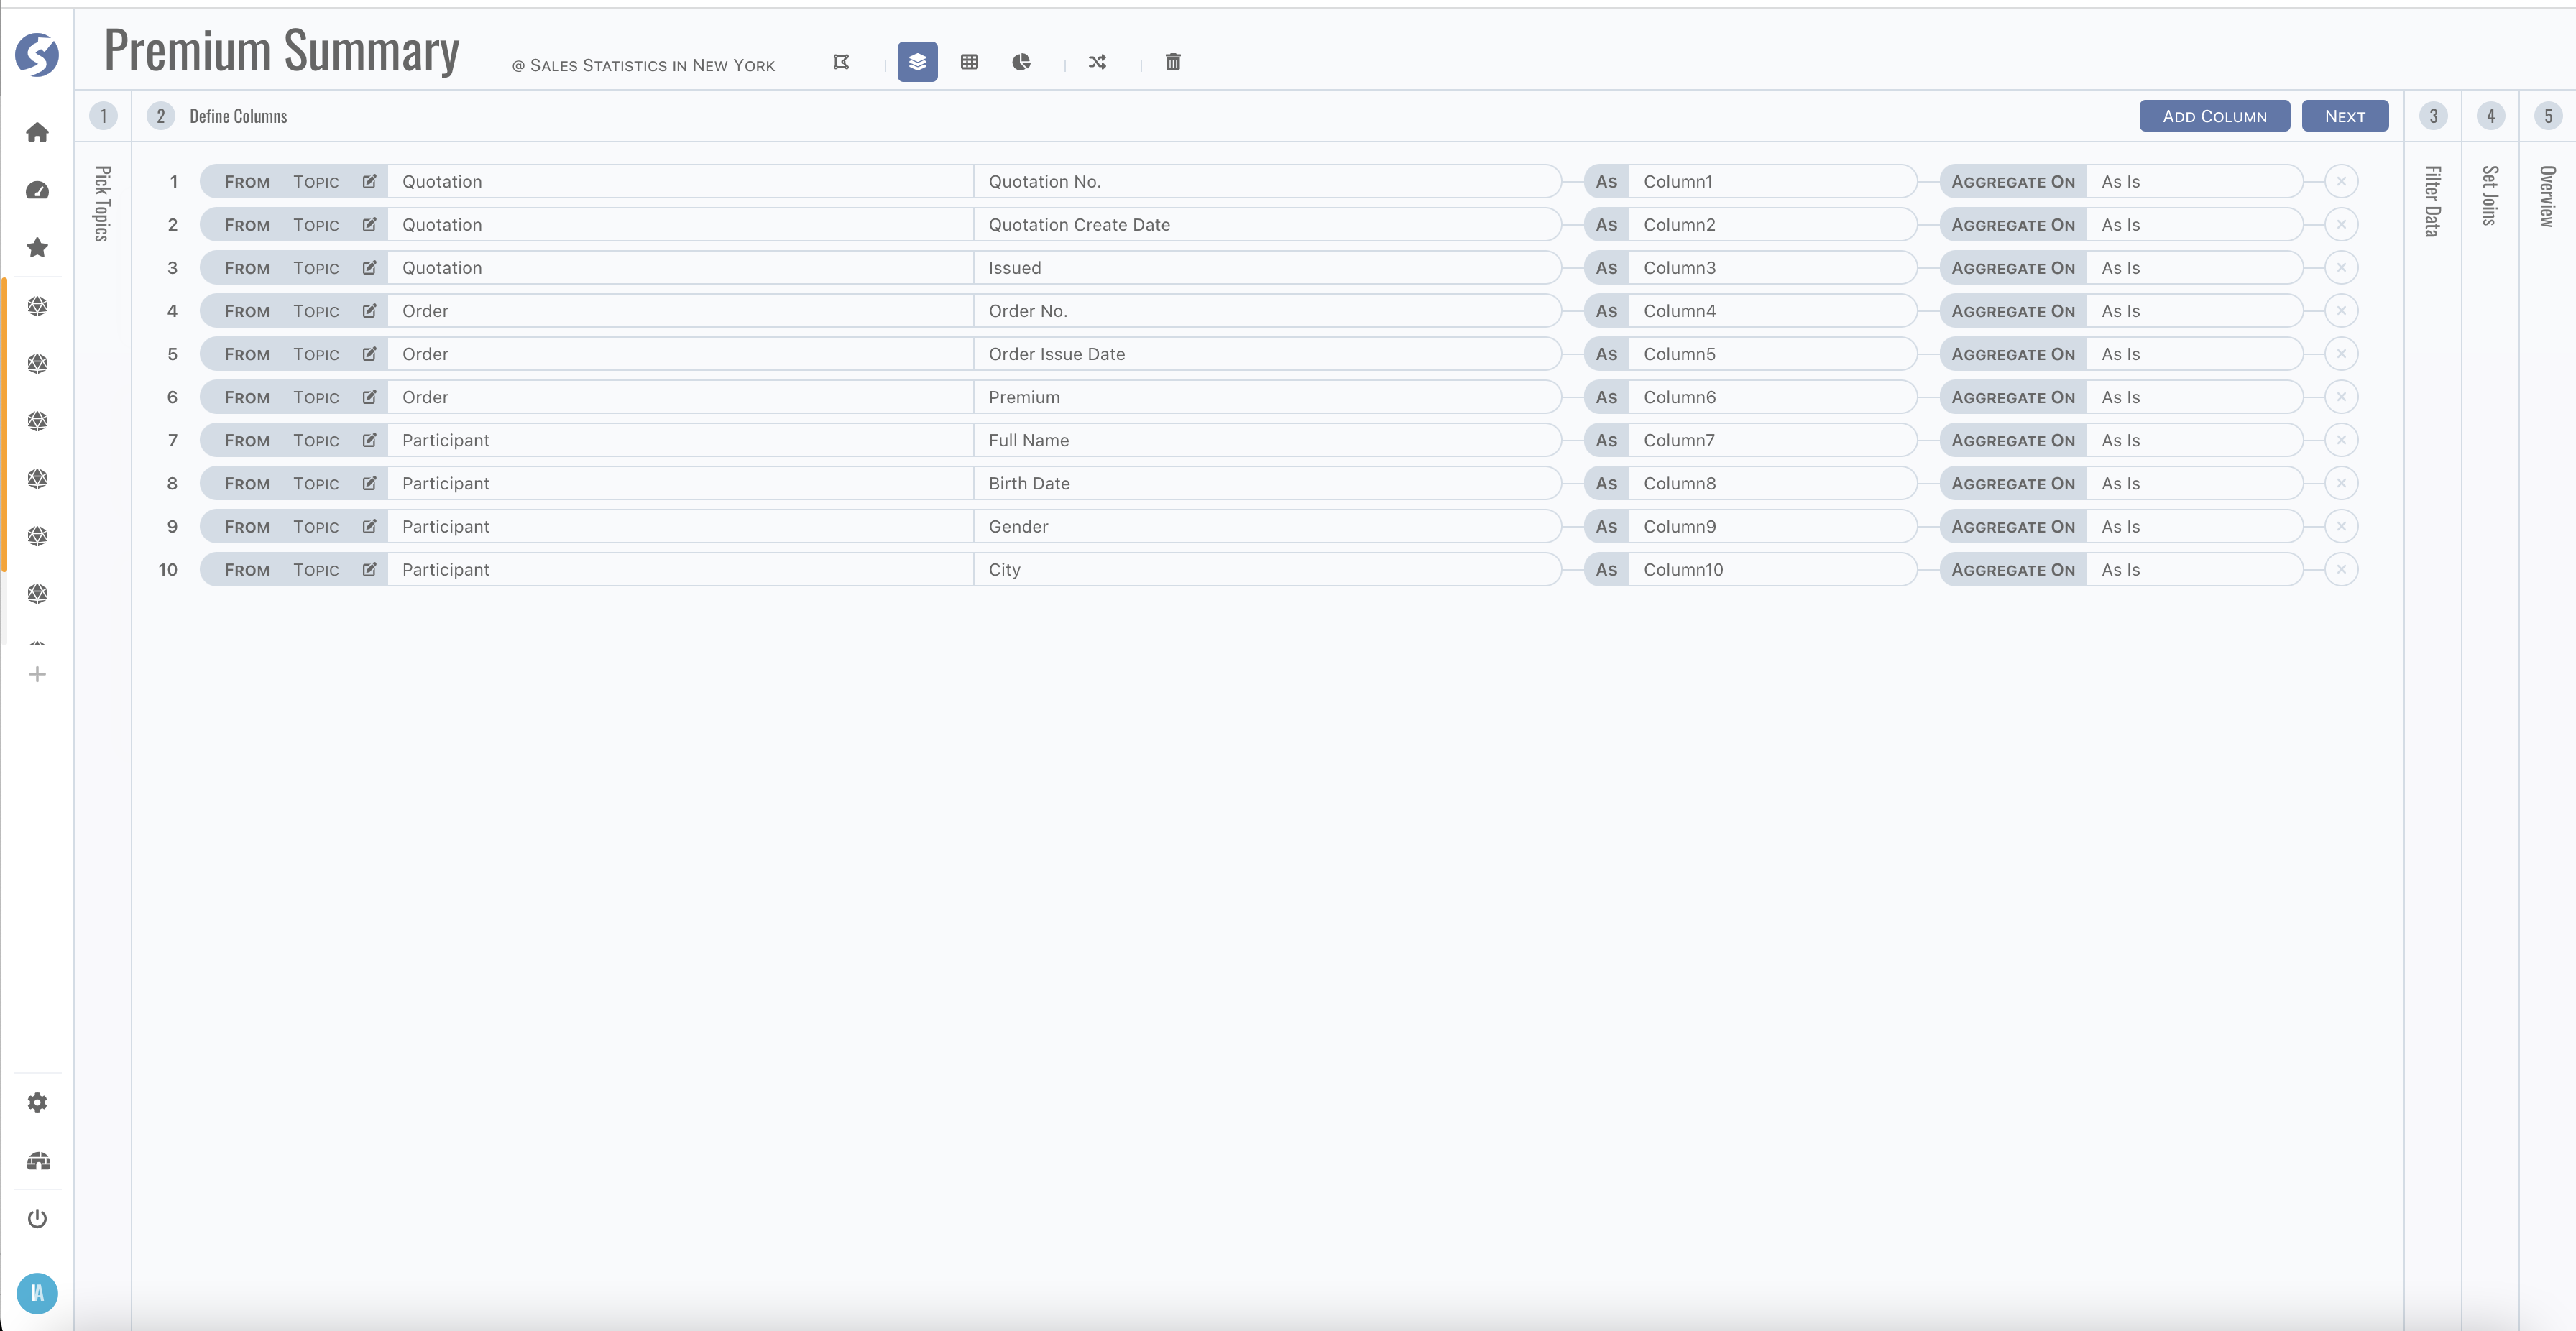 Premium Summary @ Sales Statistics in New York
1 2 Define Columns Add Column Next 3 4 5
Pick Topics
Filter Data
Set Joins
Overview
1 From Topic Quotation Quotation No. As Column1 Aggregate On As Is
2 From Topic Quotation Quotation Create Date As Column2 Aggregate On As Is
3 From Topic Quotation Issued As Column3 Aggregate On As Is
4 From Topic Order Order No. As Column4 Aggregate On As Is
5 From Topic Order Order Issue Date As Column5 Aggregate On As Is
6 From Topic Order Premium As Column6 Aggregate On As Is
7 From Topic Participant Full Name As Column7 Aggregate On As Is
8 From Topic Participant Birth Date As Column8 Aggregate On As Is
9 From Topic Participant Gender As Column9 Aggregate On As Is
10 From Topic Participant City As Column10 Aggregate On As Is
IA